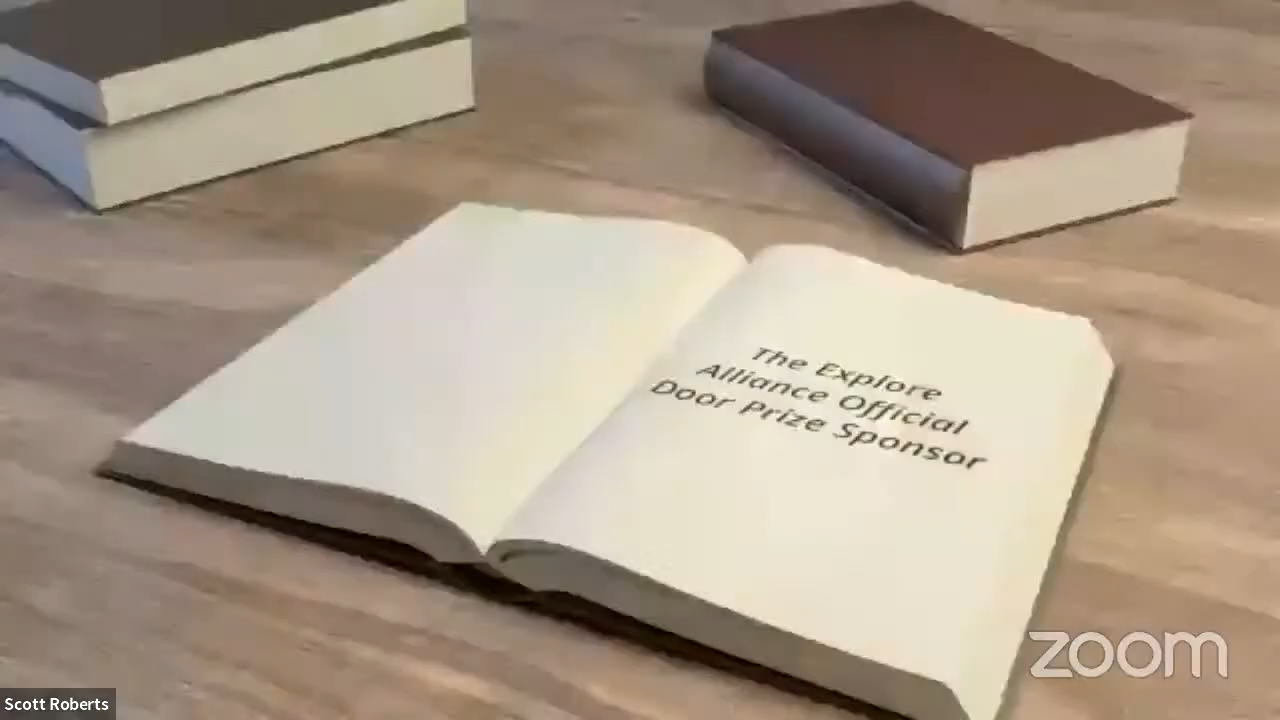 The Explore
Alliance Official
Door Prize Sponsor
zoom
Scott Roberts